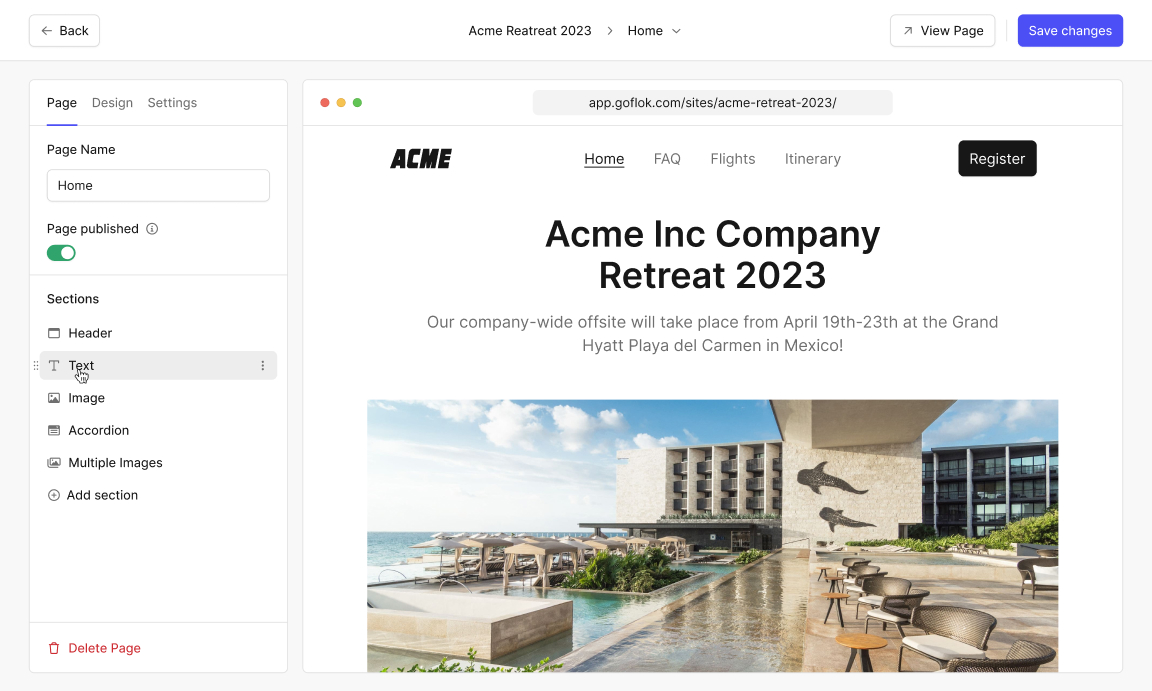 Back
Acme Reatreat 2023
Home
View Page
Save changes
Page
Design
Settings
Page Name
Home
Page published
Sections
Header
Text
Image
Accordion
Multiple Images
Add section
Delete Page
app.goflok.com/sites/acme-retreat-2023/
ACME
Home
FAQ
Flights
Itinerary
Register
Acme Inc Company
Retreat 2023
Our company-wide offsite will take place from April 19th-23th at the Grand
Hyatt Playa del Carmen in Mexico!